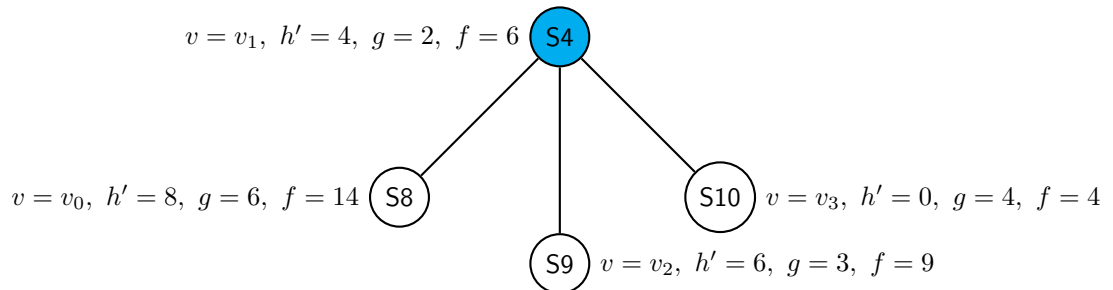 v = v₁, h′ = 4, g = 2, f = 6 S4
v = v₀, h′ = 8, g = 6, f = 14 S8
S10 v = v₃, h′ = 0, g = 4, f = 4
S9 v = v₂, h′ = 6, g = 3, f = 9